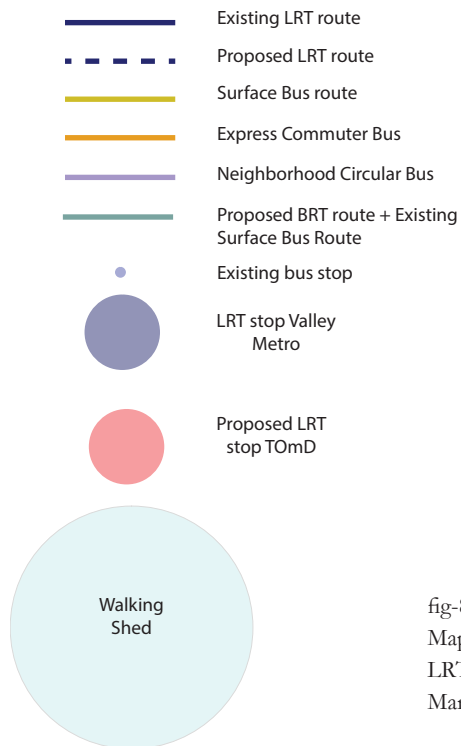 Existing LRT route
Proposed LRT route
Surface Bus route
Express Commuter Bus
Neighborhood Circular Bus
Proposed BRT route + Existing
Surface Bus Route
Existing bus stop
LRT stop Valley
Metro
Proposed LRT
stop TOmD
Walking
Shed